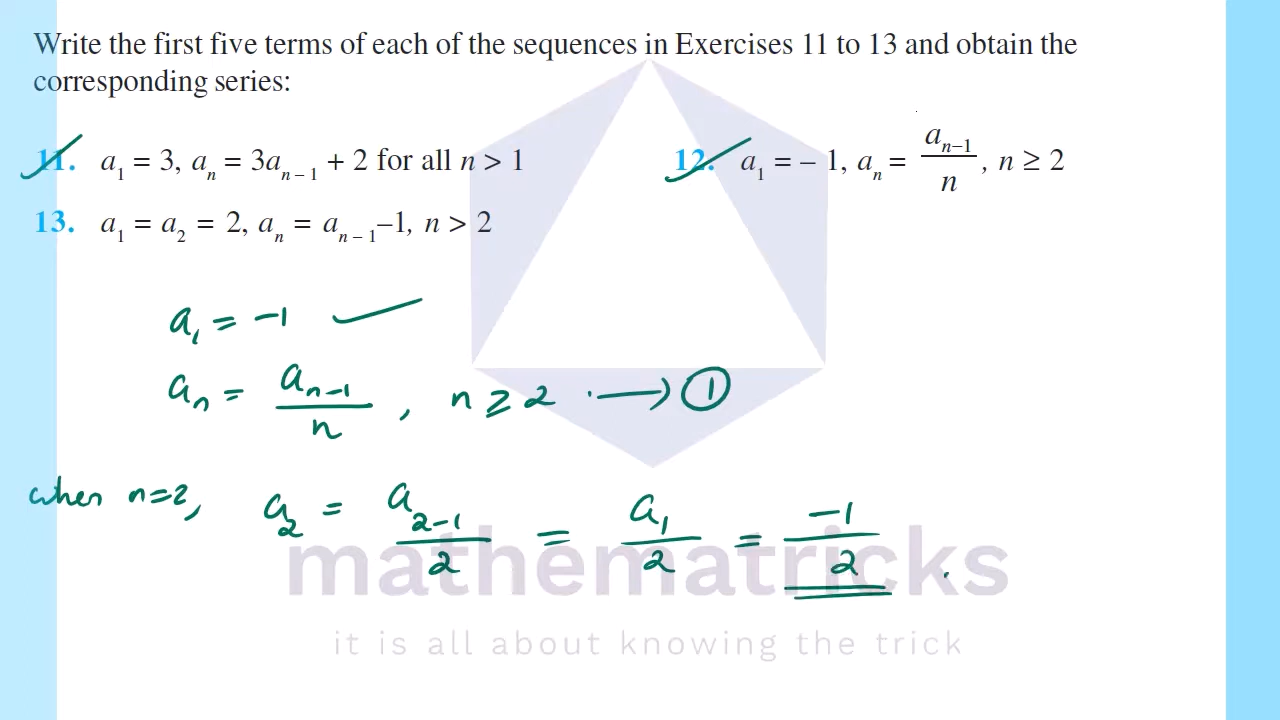 Write the first five terms of each of the sequences in Exercises 11 to 13 and obtain the
corresponding series:
11. a₁ = 3, aₙ = 3aₙ₋₁ + 2 for all n > 1
12. a₁ = – 1, aₙ = aₙ₋₁/n , n ≥ 2
13. a₁ = a₂ = 2, aₙ = aₙ₋₁–1, n > 2
a₁ = -1
aₙ = aₙ₋₁/n , n ≥ 2 ⟶ ①
when n=2, a₂ = a₂₋₁/2 = a₁/2 = -1/2
mathematricks
it is all about knowing the trick